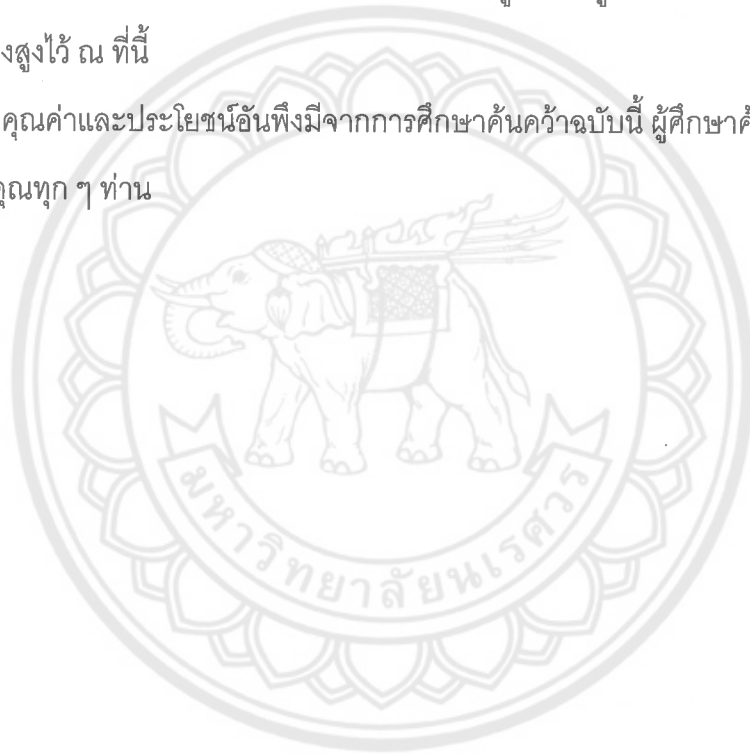 งสูงไว้ ณ ที่นี้
คุณค่าและประโยชน์อันพึงมีจากการศึกษาค้นคว้าฉบับนี้ ผู้ศึกษาค้
คุณทุก ๆ ท่าน
มหาวิทยาลัยนเรศวร